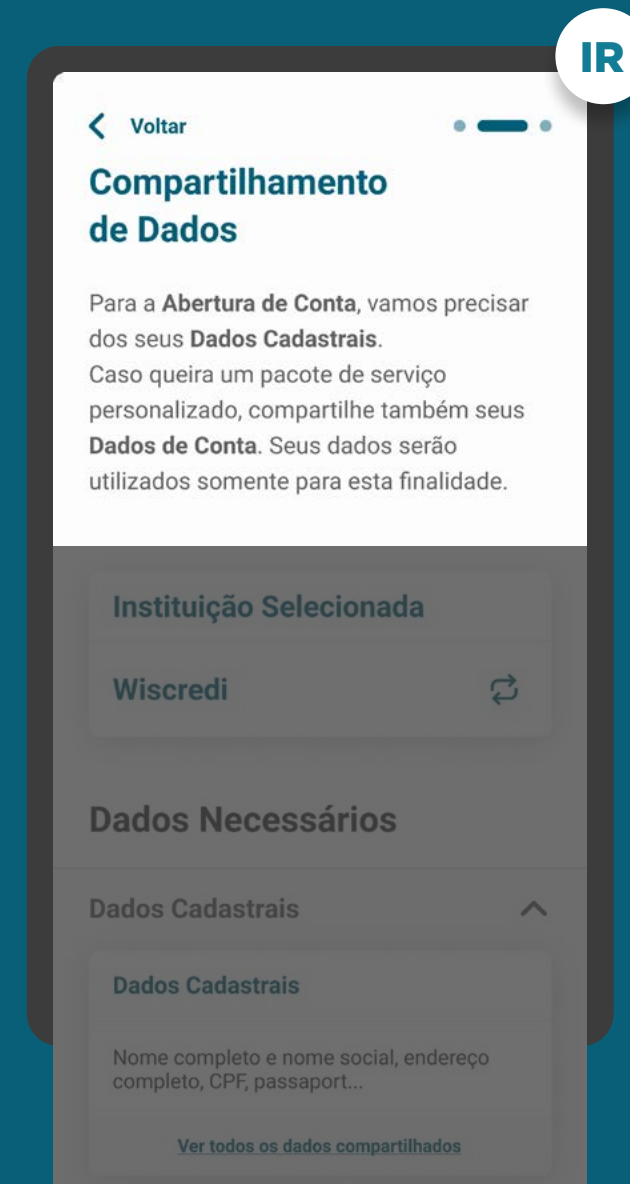 IR
Voltar
Compartilhamento
de Dados
Para a Abertura de Conta, vamos precisar
dos seus Dados Cadastrais.
Caso queira um pacote de serviço
personalizado, compartilhe também seus
Dados de Conta. Seus dados serão
utilizados somente para esta finalidade.
Instituição Selecionada
Wiscredi
Dados Necessários
Dados Cadastrais
Dados Cadastrais
Nome completo e nome social, endereço
completo, CPF, passaport...
Ver todos os dados compartilhados